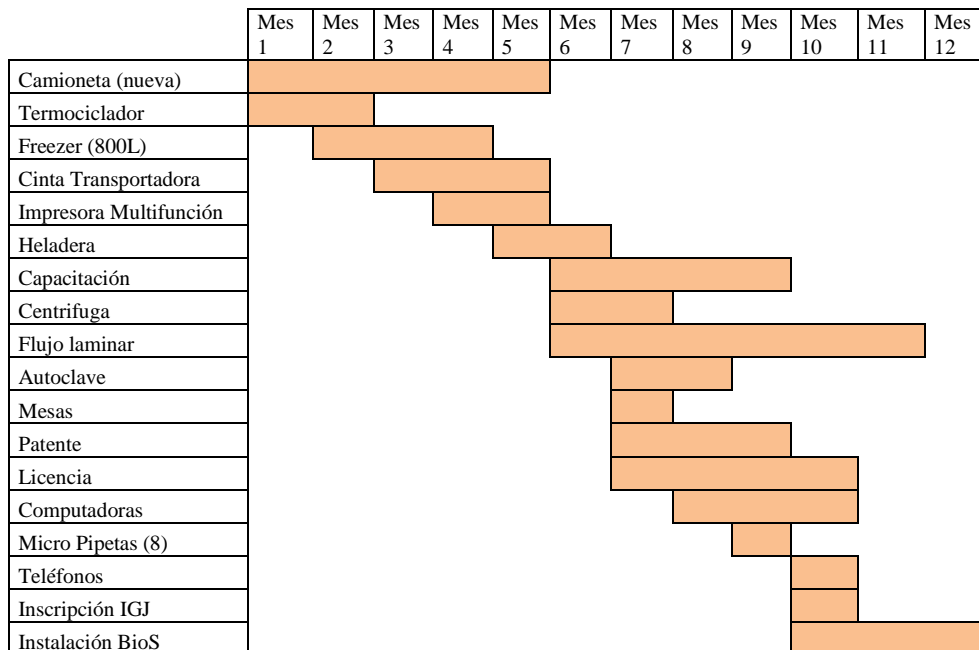 Mes 1 Mes 2 Mes 3 Mes 4 Mes 5 Mes 6 Mes 7 Mes 8 Mes 9 Mes 10 Mes 11 Mes 12
Camioneta (nueva)
Termociclador
Freezer (800L)
Cinta Transportadora
Impresora Multifunción
Heladera
Capacitación
Centrifuga
Flujo laminar
Autoclave
Mesas
Patente
Licencia
Computadoras
Micro Pipetas (8)
Teléfonos
Inscripción IGJ
Instalación BioS